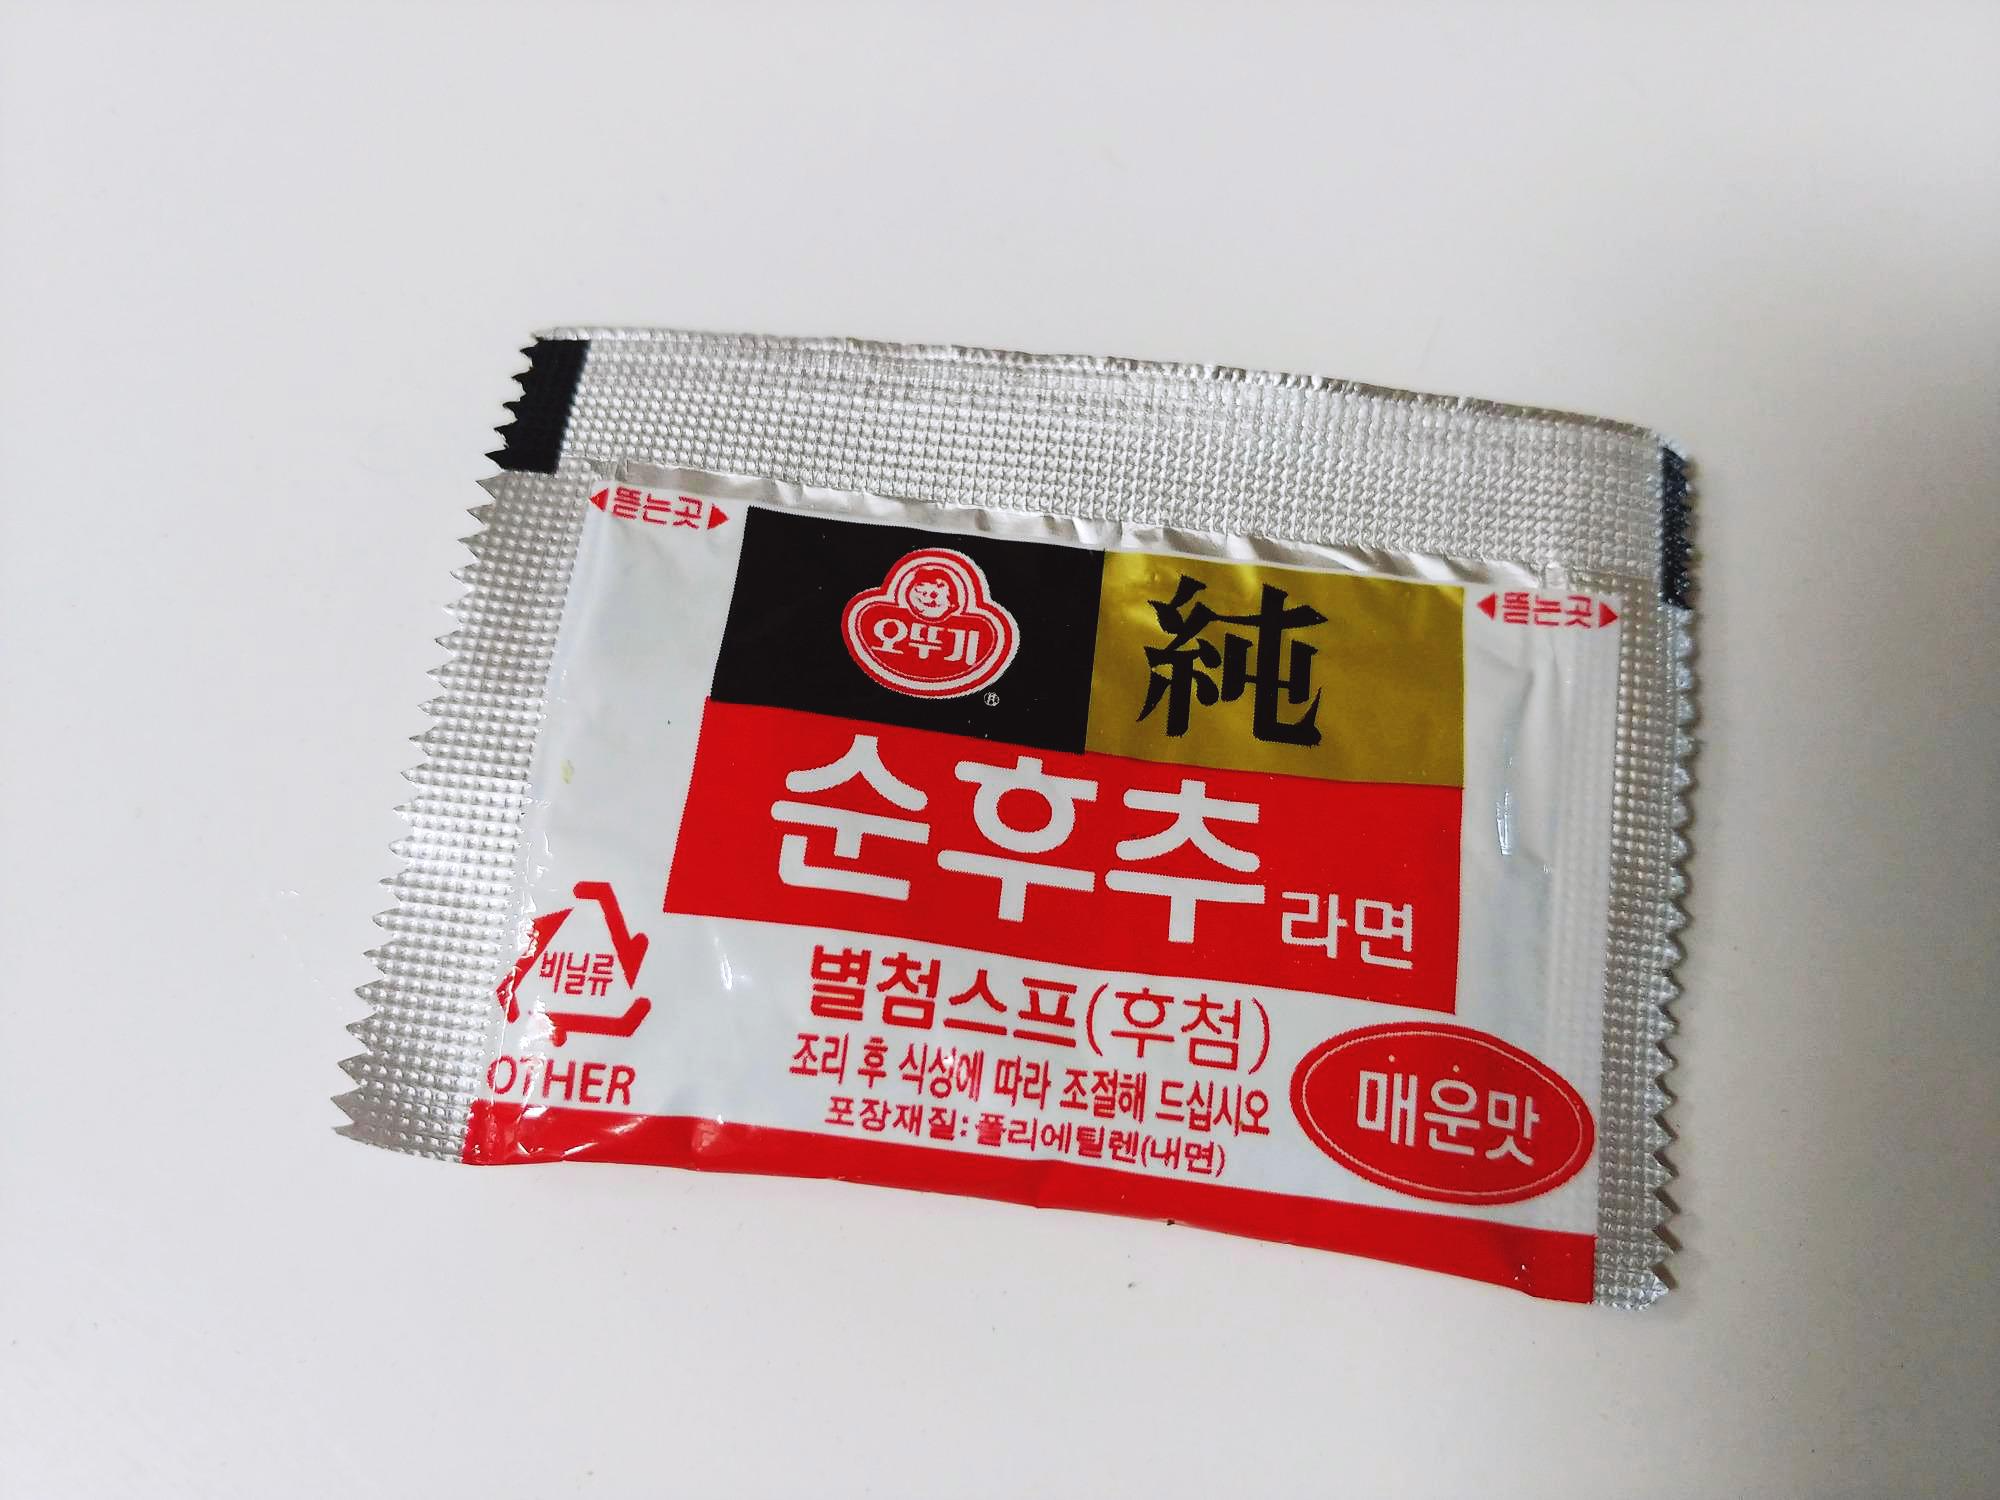 뜯는곳
오뚜기
®
純
뜯는곳
순후추 라면
비닐류
OTHER
별첨스프(후첨)
조리 후 식성에 따라 조절해 드십시오
포장재질:폴리에틸렌(내면)
매운맛